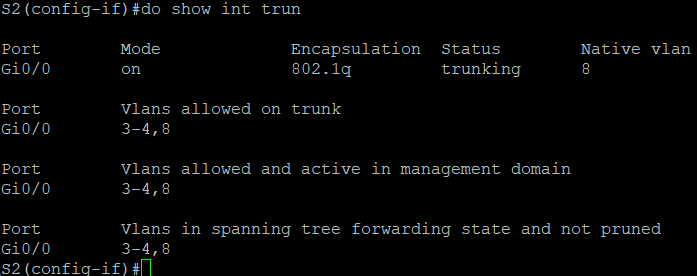 S2(config-if)#do show int trun
Port Mode Encapsulation Status Native vlan
Gi0/0 on 802.1q trunking 8
Port Vlans allowed on trunk
Gi0/0 3-4,8
Port Vlans allowed and active in management domain
Gi0/0 3-4,8
Port Vlans in spanning tree forwarding state and not pruned
Gi0/0 3-4,8
S2(config-if)#